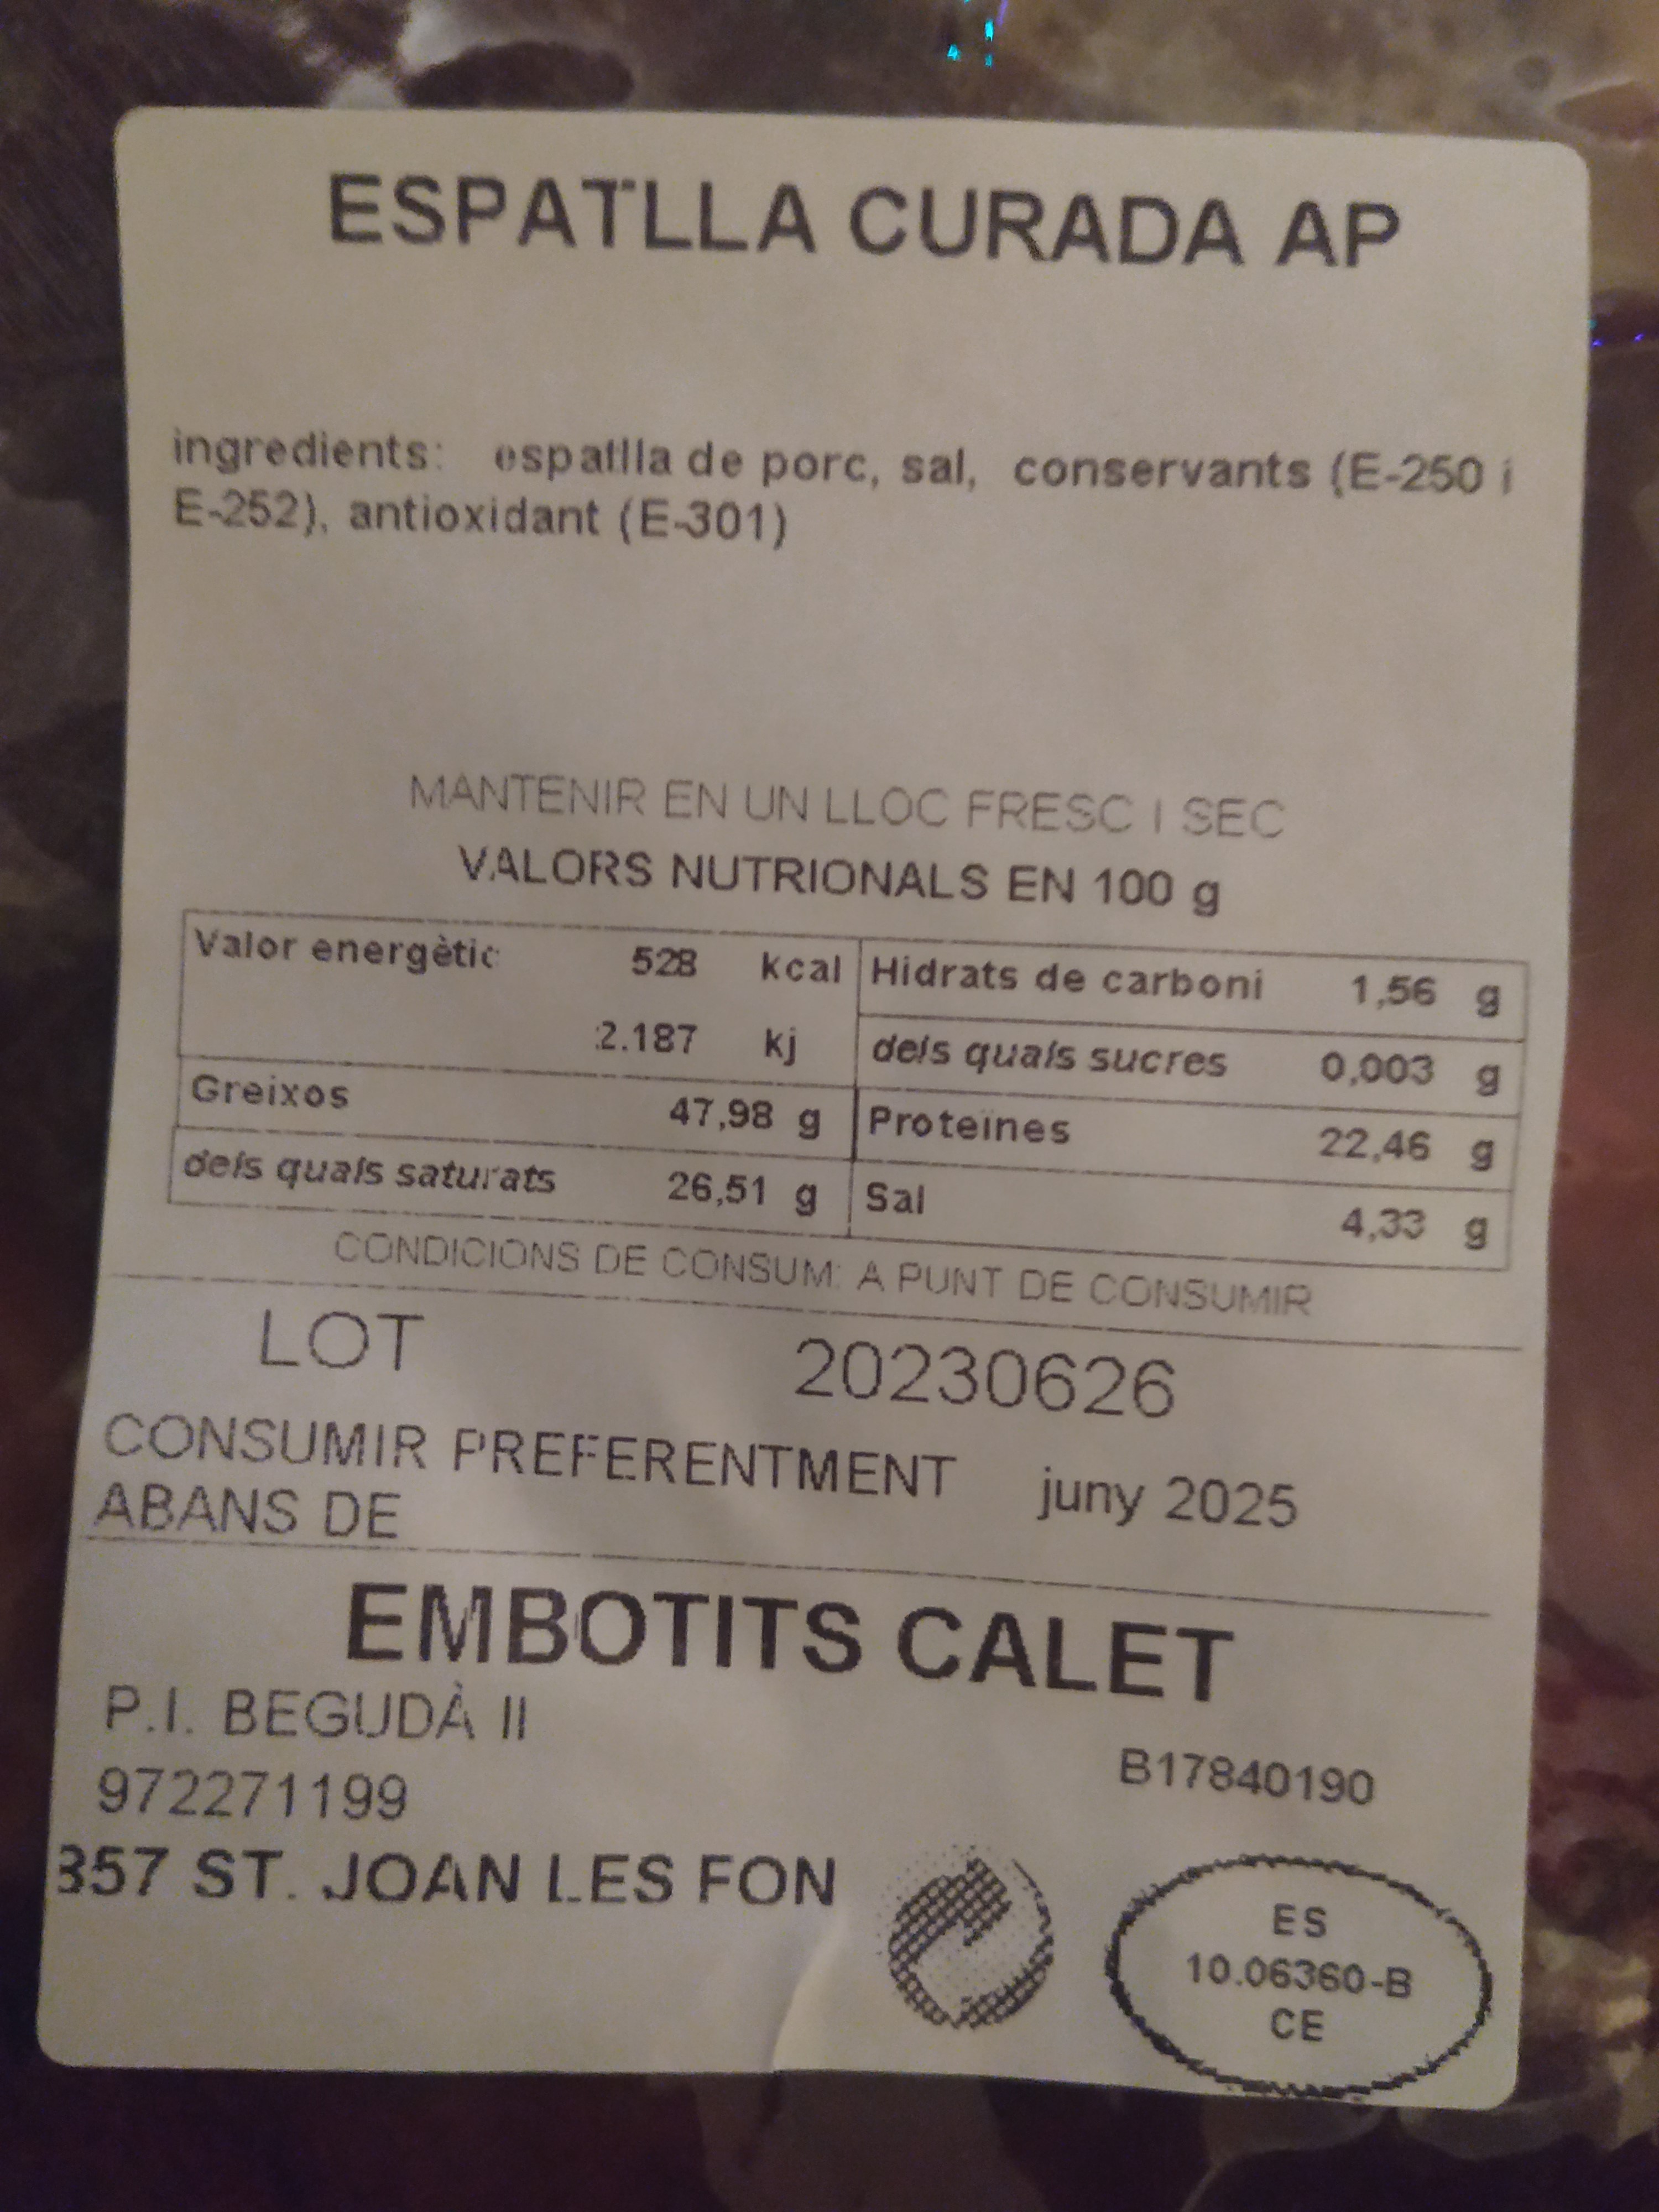 ESPATLLA CURADA AP
ingredients: espatlla de porc, sal, conservants (E-250 i
E-252), antioxidant (E-301)
MANTENIR EN UN LLOC FRESC I SEC
VALORS NUTRIONALS EN 100 g
Valor energètic 528 kcal Hidrats de carboni 1,56 g
2.187 kj dels quals sucres 0,003 g
Greixos 47,98 g Proteïnes 22,46 g
dels quals saturats 26,51 g Sal 4,33 g
CONDICIONS DE CONSUM: A PUNT DE CONSUMIR
LOT 20230626
CONSUMIR PREFERENTMENT juny 2025
ABANS DE
EMBOTITS CALET
P.I. BEGUDÀ II
B17840190
972271199
857 ST. JOAN LES FON
ES
10.06360-B
CE